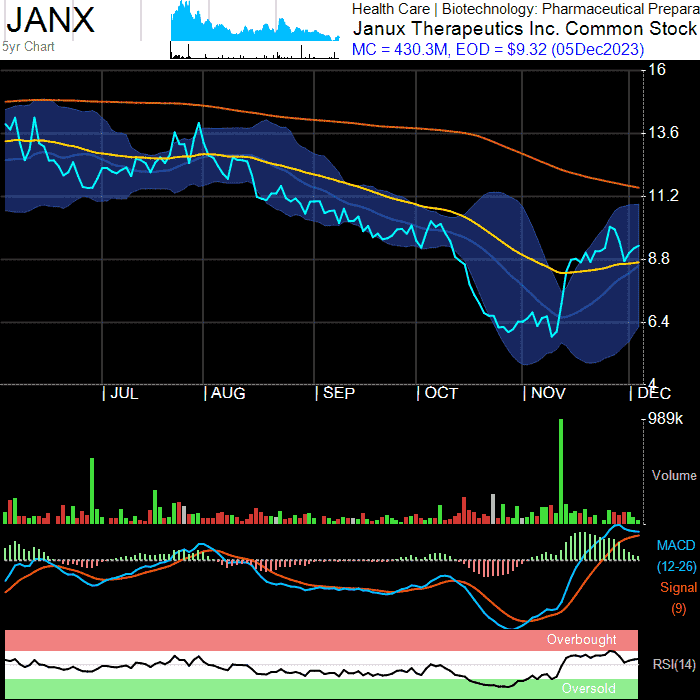 JANX
5yr Chart
Health Care | Biotechnology: Pharmaceutical Prepara
Janux Therapeutics Inc. Common Stock
MC = 430.3M, EOD = $9.32 (05Dec2023)
16
13.6
11.2
8.8
6.4
4
| JUL | AUG | SEP | OCT | NOV | DEC
989k
Volume
MACD
(12-26)
Signal
(9)
Overbought
RSI(14)
Oversold